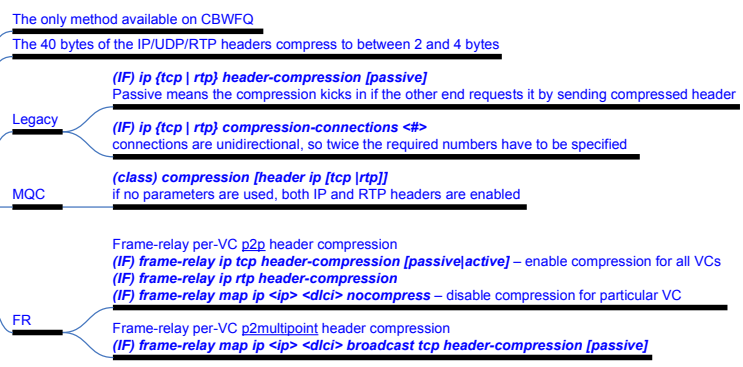 The only method available on CBWFQ
The 40 bytes of the IP/UDP/RTP headers compress to between 2 and 4 bytes
Legacy
(IF) ip {tcp | rtp} header-compression [passive]
Passive means the compression kicks in if the other end requests it by sending compressed header
(IF) ip {tcp | rtp} compression-connections <#>
connections are unidirectional, so twice the required numbers have to be specified
MQC
(class) compression [header ip [tcp |rtp]]
if no parameters are used, both IP and RTP headers are enabled
FR
Frame-relay per-VC p2p header compression
(IF) frame-relay ip tcp header-compression [passive|active] – enable compression for all VCs
(IF) frame-relay ip rtp header-compression
(IF) frame-relay map ip <ip> <dlci> nocompress – disable compression for particular VC
Frame-relay per-VC p2multipoint header compression
(IF) frame-relay map ip <ip> <dlci> broadcast tcp header-compression [passive]